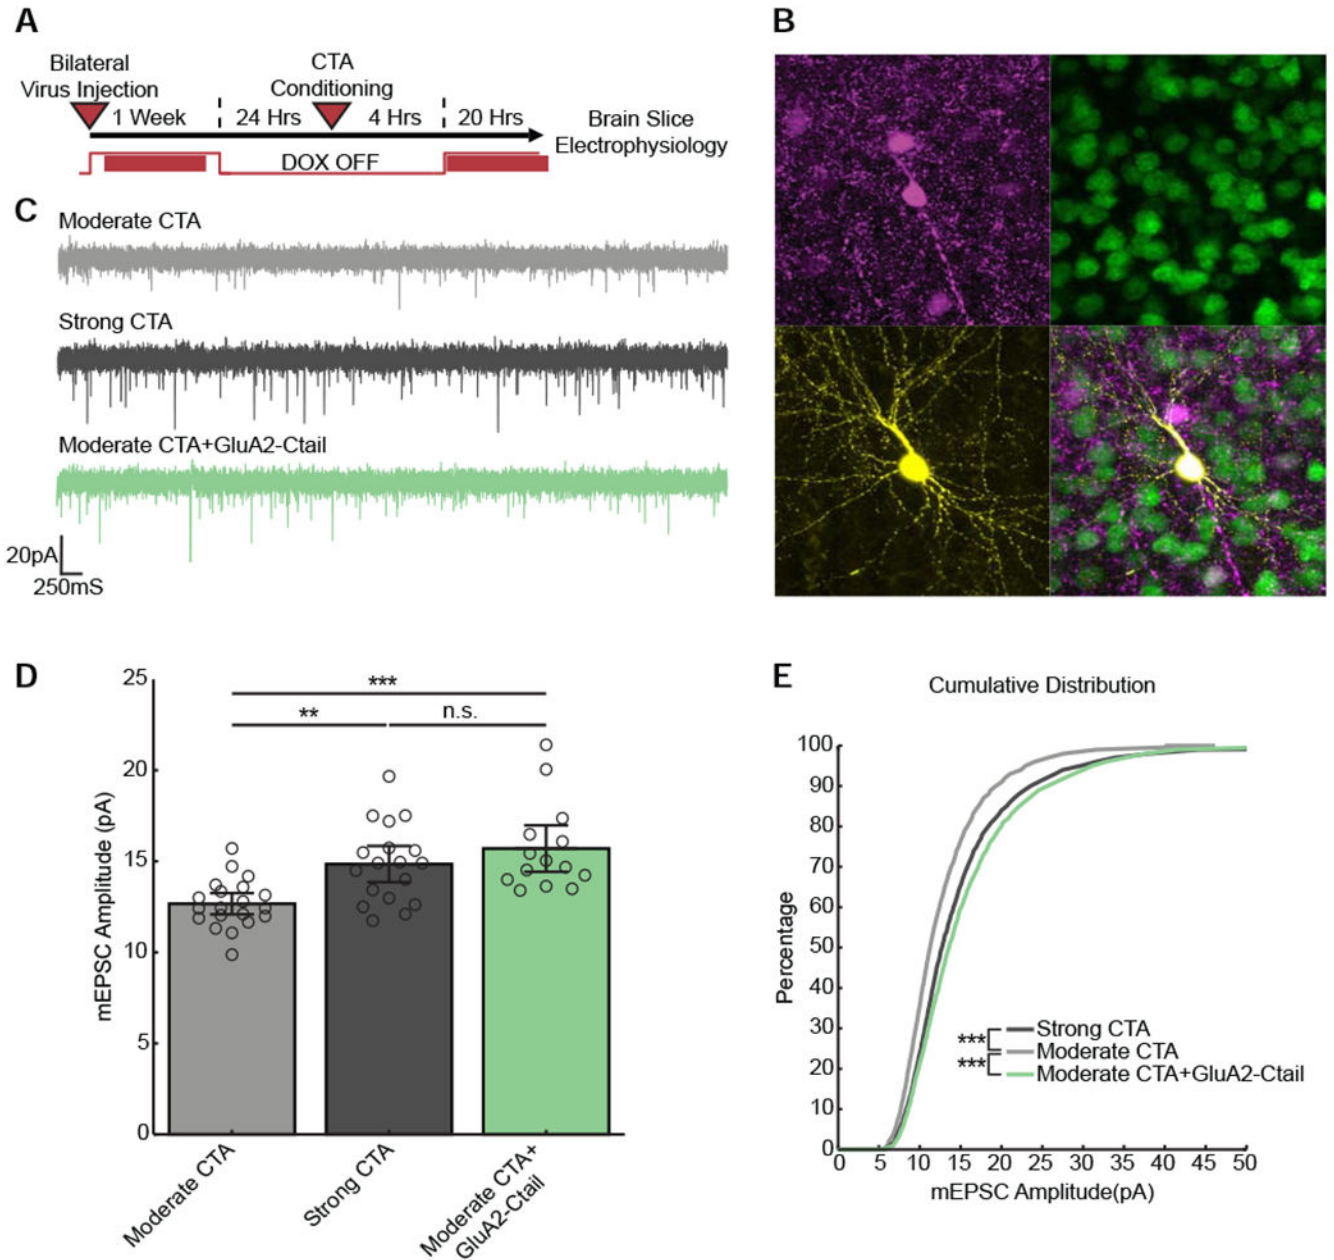 A
Bilateral
Virus Injection
CTA
Conditioning
1 Week
24 Hrs
4 Hrs
20 Hrs
Brain Slice
Electrophysiology
DOX OFF
B
C
Moderate CTA
Strong CTA
Moderate CTA+GluA2-Ctail
20pA
250mS
D
25
20
15
10
5
0
mEPSC Amplitude (pA)
***
**
n.s.
Moderate CTA
Strong CTA
Moderate CTA+
GluA2-Ctail
E
Cumulative Distribution
100
90
80
70
60
50
40
30
20
10
0
Percentage
*** Strong CTA
Moderate CTA
*** Moderate CTA+GluA2-Ctail
0 5 10 15 20 25 30 35 40 45 50
mEPSC Amplitude(pA)